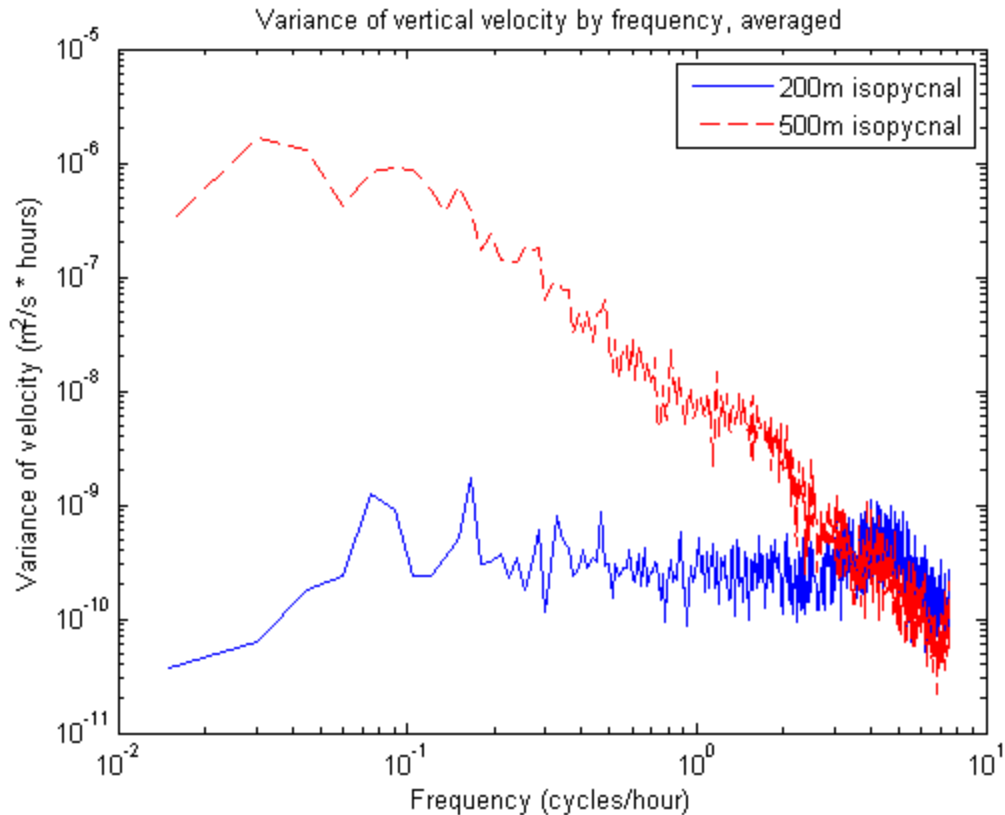 Variance of vertical velocity by frequency, averaged
10^-5
10^-6
10^-7
10^-8
10^-9
10^-10
10^-11
Variance of velocity (m^2/s * hours)
200m isopycnal
500m isopycnal
10^-2
10^-1
10^0
10^1
Frequency (cycles/hour)